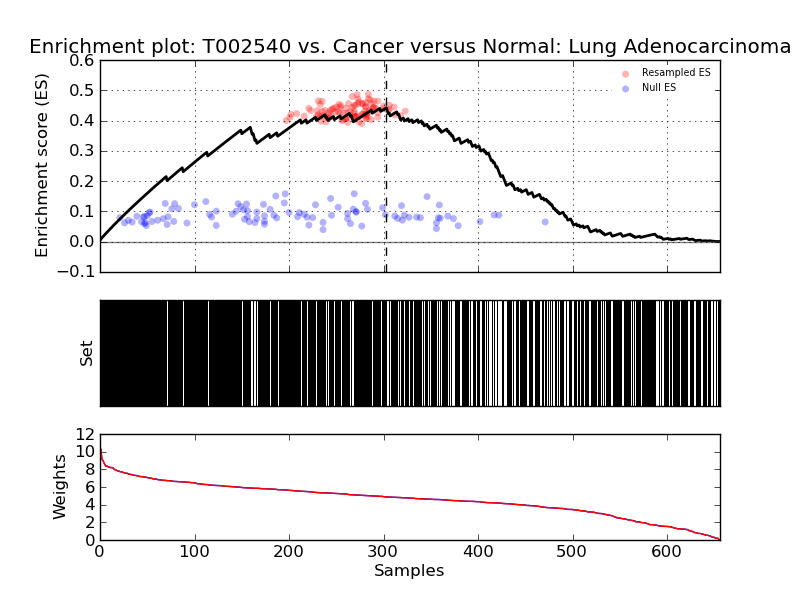 Enrichment plot: T002540 vs. Cancer versus Normal: Lung Adenocarcinoma
Enrichment score (ES)
0.6
0.5
0.4
0.3
0.2
0.1
0.0
−0.1
Resampled ES
Null ES
Set
Weights
12
10
8
6
4
2
0
0 100 200 300 400 500 600
Samples